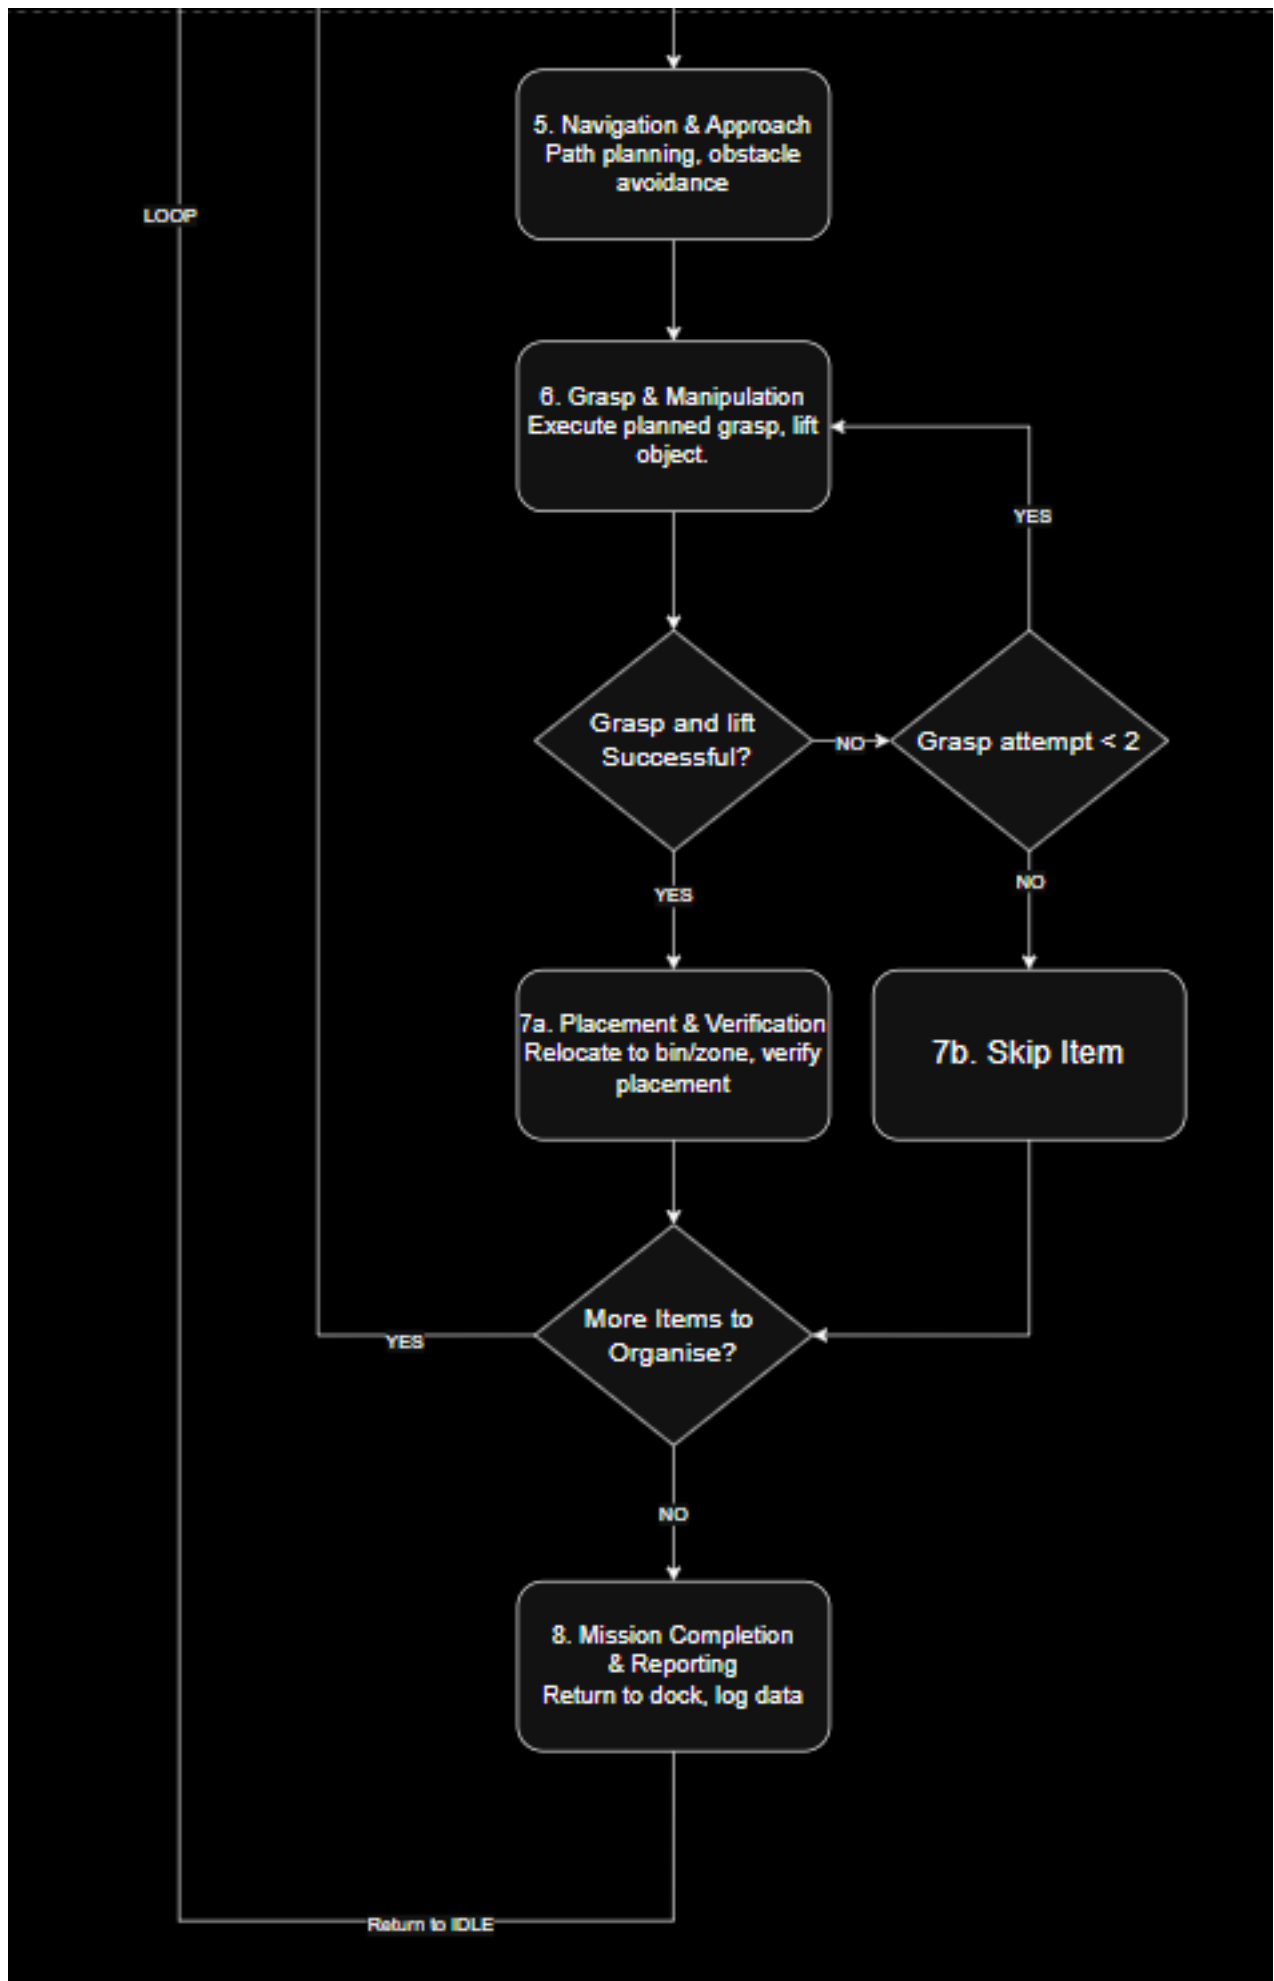 5. Navigation & Approach
Path planning, obstacle
avoidance
LOOP
6. Grasp & Manipulation
Execute planned grasp, lift
object.
YES
Grasp and lift
Successful?
NO
Grasp attempt < 2
YES
NO
7a. Placement & Verification
Relocate to bin/zone, verify
placement
7b. Skip Item
More Items to
Organise?
YES
NO
8. Mission Completion
& Reporting
Return to dock, log data
Return to IDLE